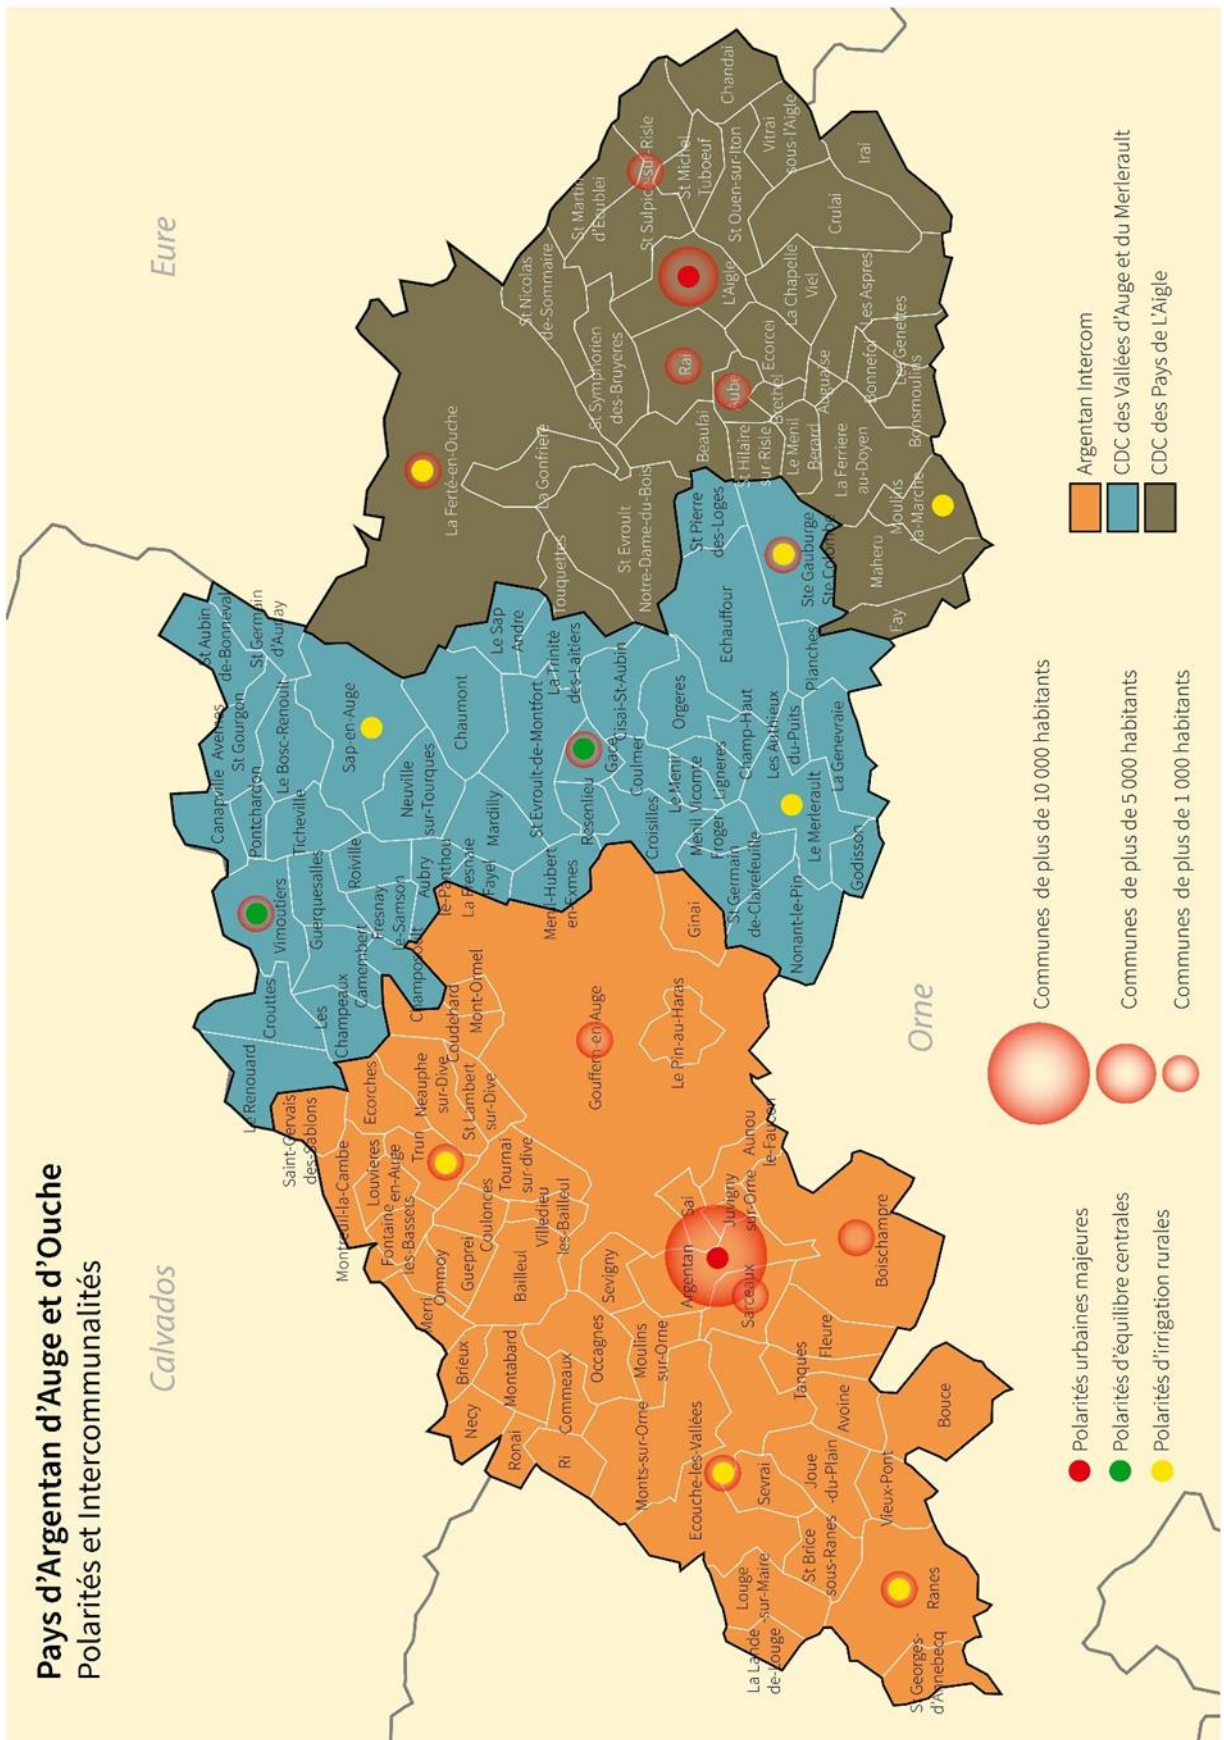 Pays d'Argentan d'Auge et d'Ouche
Polarités et Intercommunalités
Calvados
Eure
Orne
Le Renouard
Crouttes
Vimoutiers
Canapville
Avernes
St Gourgon
St Aubin
de-Bonneval
Pontchardon
Le Bosc-Renoult
St Germain
d'Aunay
Ticheville
Guerquesalles
Les
Champeaux
Camembert
Roiville
Fresnay
le-Samson
Sap-en-Auge
Neuville
sur-Tourques
Aubry
le-Panthou
Champosoult
La Fresnaie
Fayel
Mardilly
Chaumont
Le Sap
Andre
St Evroult-de-Montfort
La Trinité
des-Laitiers
Menil-Hubert
en-Exmes
Resenlieu
Gacé
Cisai-St-Aubin
Coulmer
Croisilles
Le Menil
Vicomte
Orgeres
Menil
Froger
Ligneres
Champ-Haut
Echauffour
St Pierre
des-Loges
St Germain
de-Clairefeuille
Les Authieux
du-Puits
Planches
Ste Gauburge
Ste Colombe
Nonant-le-Pin
Le Merlerault
La Genevraie
Godisson
La Ferté-en-Ouche
St Nicolas
de-Sommaire
St Martin
d'Ecublei
St Sulpice-sur-Risle
Chandai
La Gonfriere
St Symphorien
des-Bruyeres
St Michel
Tuboeuf
Touquettes
St Evroult
Notre-Dame-du-Bois
Rai
L'Aigle
St Ouen-sur-Iton
Vitrai
sous-l'Aigle
Beaufai
Aube
Ecorcei
La Chapelle
Viel
Crulai
Irai
St Hilaire
sur-Risle
Brethel
Le Menil
Berard
Auguaise
Les Aspres
La Ferriere
au-Doyen
Bonnefoi
Les Genettes
Bonsmoulins
Moulins
la-Marche
Maheru
Fay
Saint-Gervais
des-Sablons
Montreuil-la-Cambe
Ecorches
Louvieres
en-Auge
Fontaine
les-Bassets
Trun
Neauphe
sur-Dive
Coudehard
Mont-Ormel
St Lambert
sur-Dive
Merri
Ommoy
Gueprei
Coulonces
Tournai
sur-dive
Villedieu
les-Bailleul
Bailleul
Brieux
Necy
Montabard
Ronai
Commeaux
Ri
Occagnes
Sevigny
Moulins
sur-Orne
Gouffern-en-Auge
Le Pin-au-Haras
Ginai
Argentan
Sai
Juvigny
sur-Orne
Aunou
le-Faucon
Sarceaux
Monts-sur-Orne
Ecouche-les-Vallées
Sevrai
Tanques
Fleure
Boischampre
Avoine
Joue
-du-Plain
Vieux-Pont
Bouce
St Brice
sous-Ranes
Louge
-sur-Maire
La Lande
de-Louge
Ranes
St Georges-
d'Annebecq
Polarités urbaines majeures
Polarités d'équilibre centrales
Polarités d'irrigation rurales
Communes de plus de 10 000 habitants
Communes de plus de 5 000 habitants
Communes de plus de 1 000 habitants
Argentan Intercom
CDC des Vallées d'Auge et du Merlerault
CDC des Pays de L'Aigle